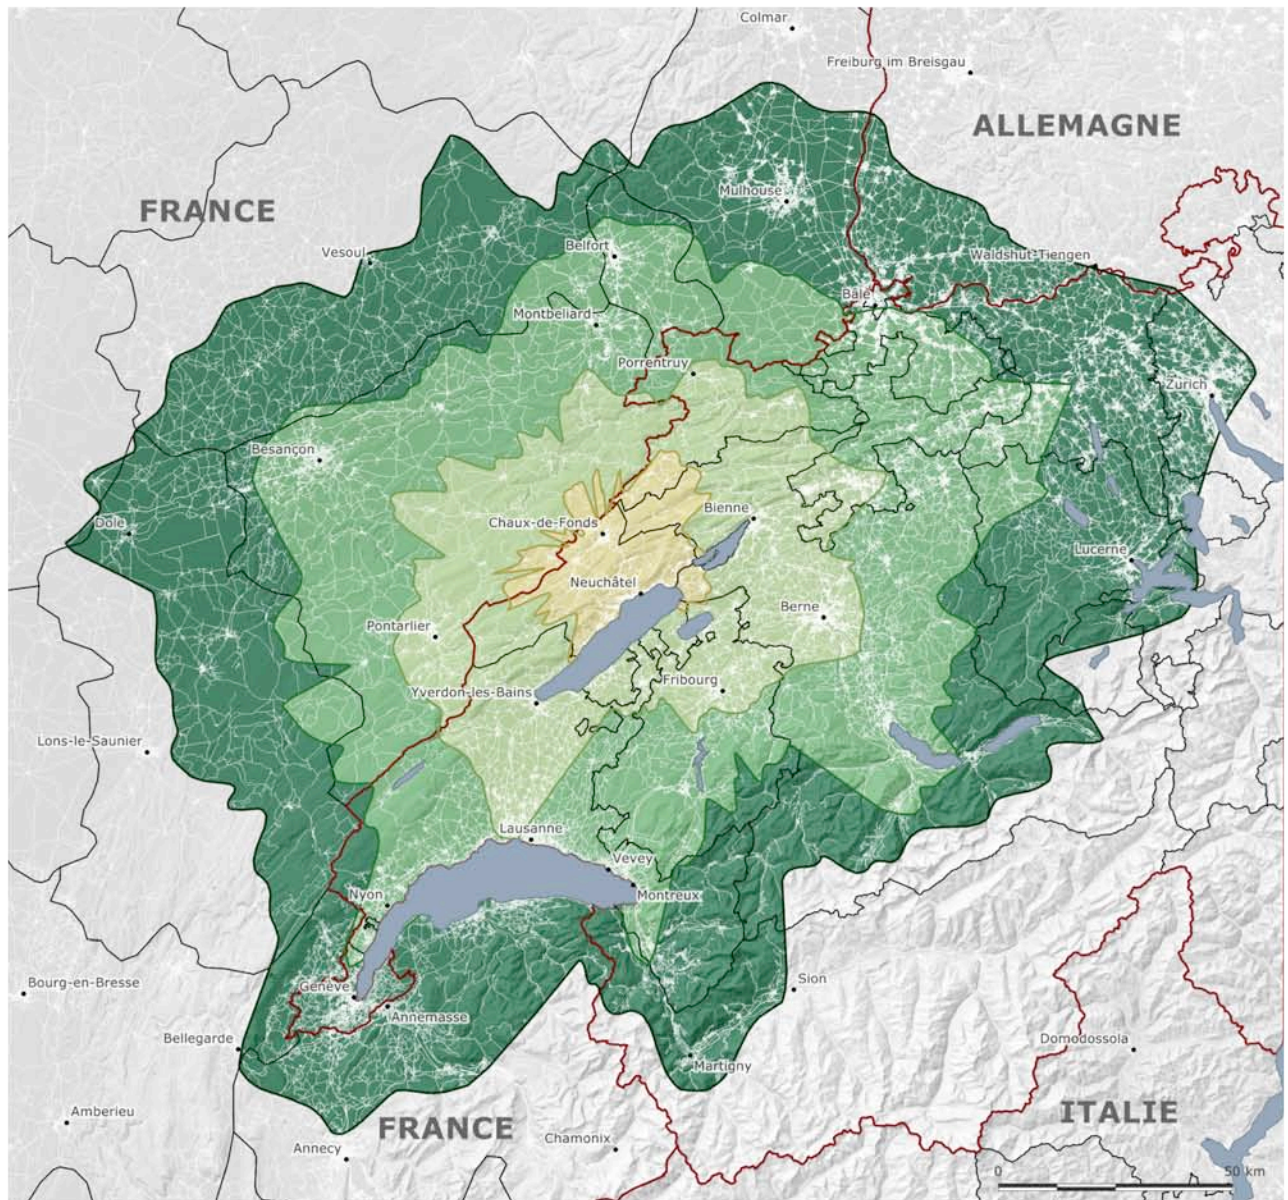 Colmar
Freiburg im Breisgau
ALLEMAGNE
Mulhouse
FRANCE
Vesoul
Belfort
Waldshut-Tiengen
Bâle
Montbeliard
Porrentruy
Zurich
Besançon
Bienne
Dole
Chaux-de-Fonds
Lucerne
Neuchâtel
Berne
Pontarlier
Fribourg
Yverdon-les-Bains
Lons-le-Saunier
Lausanne
Vevey
Nyon
Montreux
Bourg-en-Bresse
Genève
Sion
Annemasse
Bellegarde
Domodossola
Martigny
Amberieu
FRANCE
ITALIE
Chamonix
Annecy
0 50 km